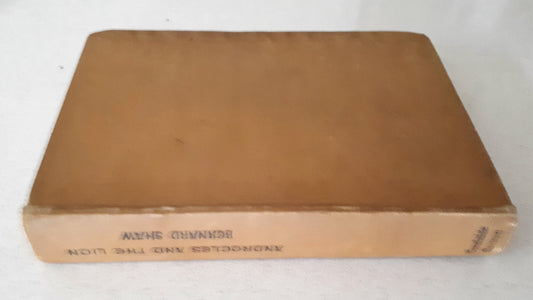 ANDROCLES AND THE LION
BERNARD SHAW